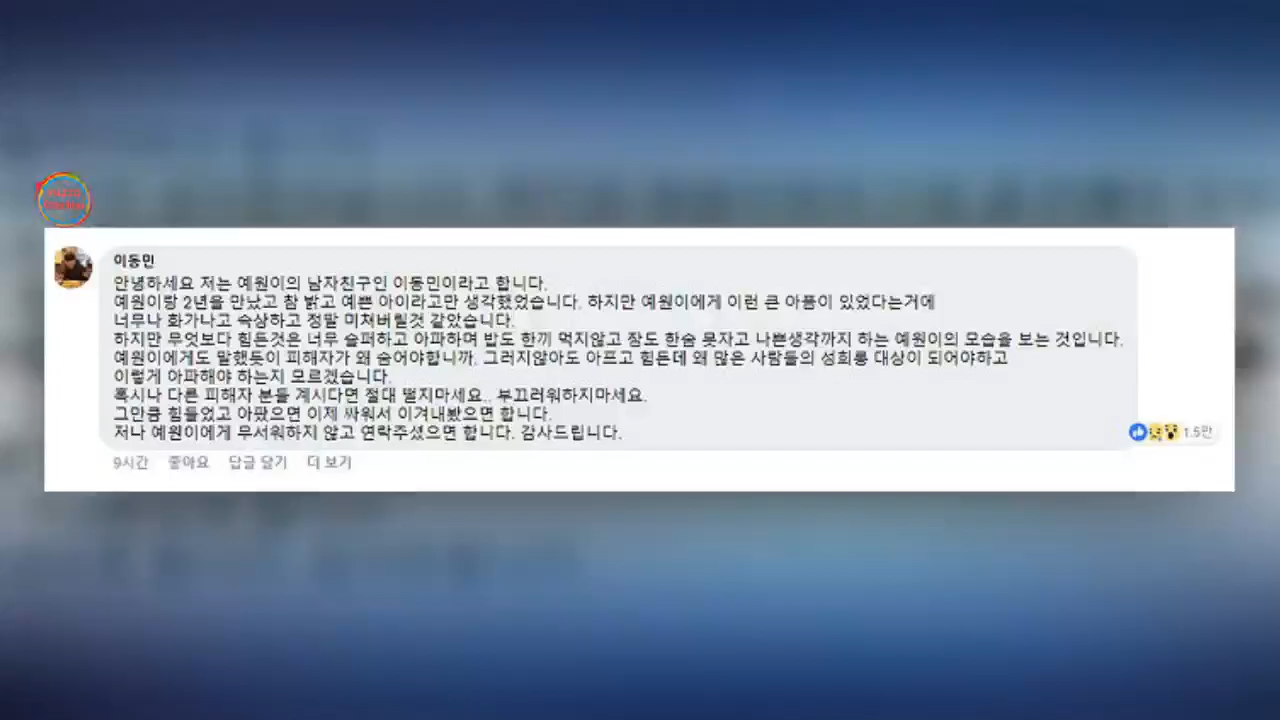 이동민
안녕하세요 저는 예원이의 남자친구인 이동민이라고 합니다.
예원이랑 2년을 만났고 참 밝고 예쁜 아이라고만 생각했었습니다. 하지만 예원이에게 이런 큰 아픔이 있었다는거에
너무나 화가나고 속상하고 정말 미쳐버릴것 같았습니다.
하지만 무엇보다 힘든것은 너무 슬퍼하고 아파하며 밥도 한끼 먹지않고 잠도 한숨 못자고 나쁜생각까지 하는 예원이의 모습을 보는 것입니다.
예원이에게도 말했듯이 피해자가 왜 숨어야합니까. 그러지않아도 아프고 힘든데 왜 많은 사람들의 성희롱 대상이 되어야하고
이렇게 아파해야 하는지 모르겠습니다.
혹시나 다른 피해자 분들 계시다면 절대 떨지마세요.. 부끄러워하지마세요.
그만큼 힘들었고 아팠으면 이제 싸워서 이겨내봤으면 합니다.
저나 예원이에게 무서워하지 않고 연락주셨으면 합니다. 감사드립니다.
1.5만
9시간 좋아요 답글 달기 더 보기